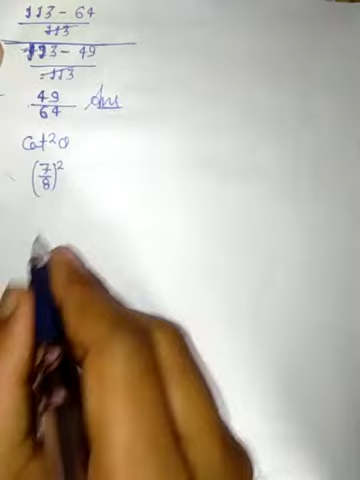 113 - 64
113
113 - 49
113
49
64 Ans
Cot²θ
(7/8)²